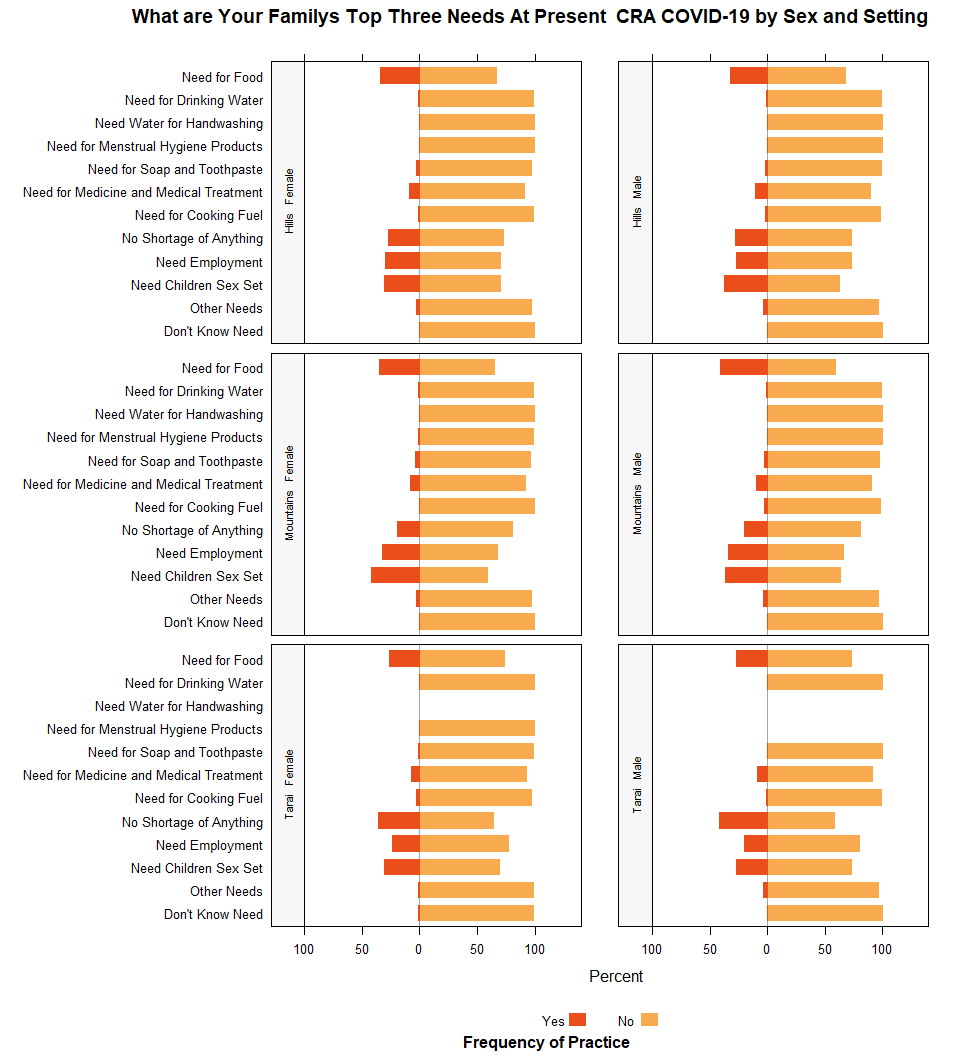 What are Your Familys Top Three Needs At Present CRA COVID-19 by Sex and Setting
Need for Food
Need for Drinking Water
Need Water for Handwashing
Need for Menstrual Hygiene Products
Need for Soap and Toothpaste
Need for Medicine and Medical Treatment
Need for Cooking Fuel
No Shortage of Anything
Need Employment
Need Children Sex Set
Other Needs
Don't Know Need
Hills Female
Hills Male
Need for Food
Need for Drinking Water
Need Water for Handwashing
Need for Menstrual Hygiene Products
Need for Soap and Toothpaste
Need for Medicine and Medical Treatment
Need for Cooking Fuel
No Shortage of Anything
Need Employment
Need Children Sex Set
Other Needs
Don't Know Need
Mountains Female
Mountains Male
Need for Food
Need for Drinking Water
Need Water for Handwashing
Need for Menstrual Hygiene Products
Need for Soap and Toothpaste
Need for Medicine and Medical Treatment
Need for Cooking Fuel
No Shortage of Anything
Need Employment
Need Children Sex Set
Other Needs
Don't Know Need
Tarai Female
Tarai Male
100 50 0 50 100 100 50 0 50 100
Percent
Yes No
Frequency of Practice